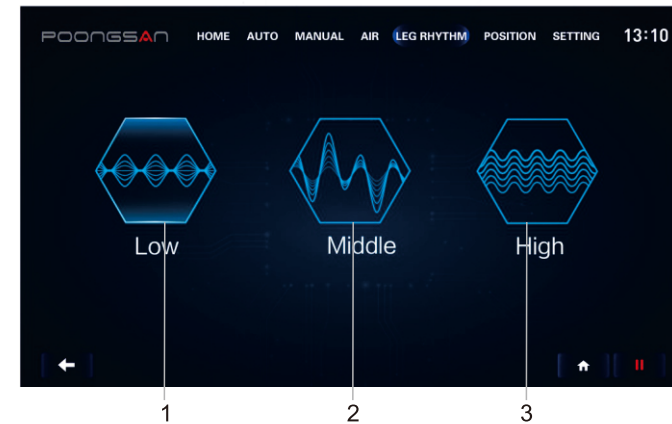 POONGSAN HOME AUTO MANUAL AIR LEG RHYTHM POSITION SETTING 13:10
Low Middle High
1 2 3